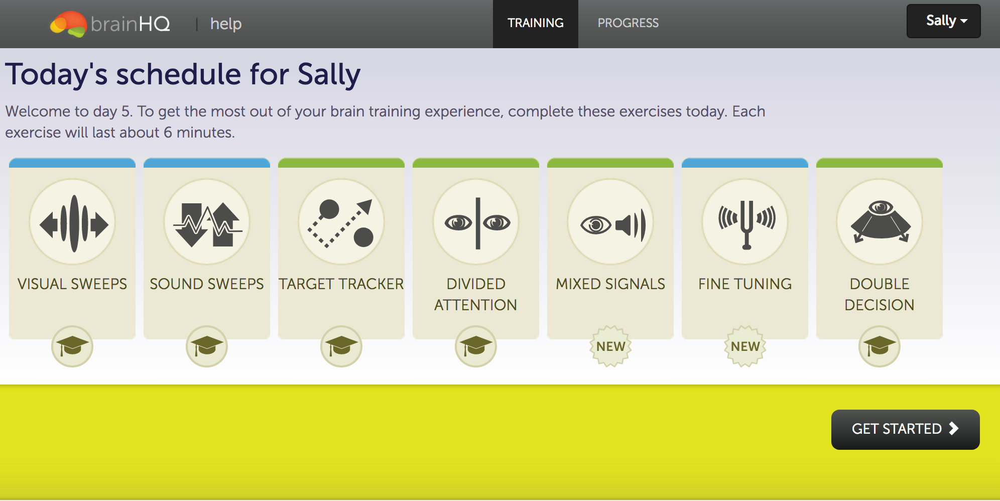 brainHQ | help TRAINING PROGRESS Sally
Today's schedule for Sally
Welcome to day 5. To get the most out of your brain training experience, complete these exercises today. Each
exercise will last about 6 minutes.
VISUAL SWEEPS
SOUND SWEEPS
TARGET TRACKER
DIVIDED
ATTENTION
MIXED SIGNALS
NEW
FINE TUNING
NEW
DOUBLE
DECISION
GET STARTED